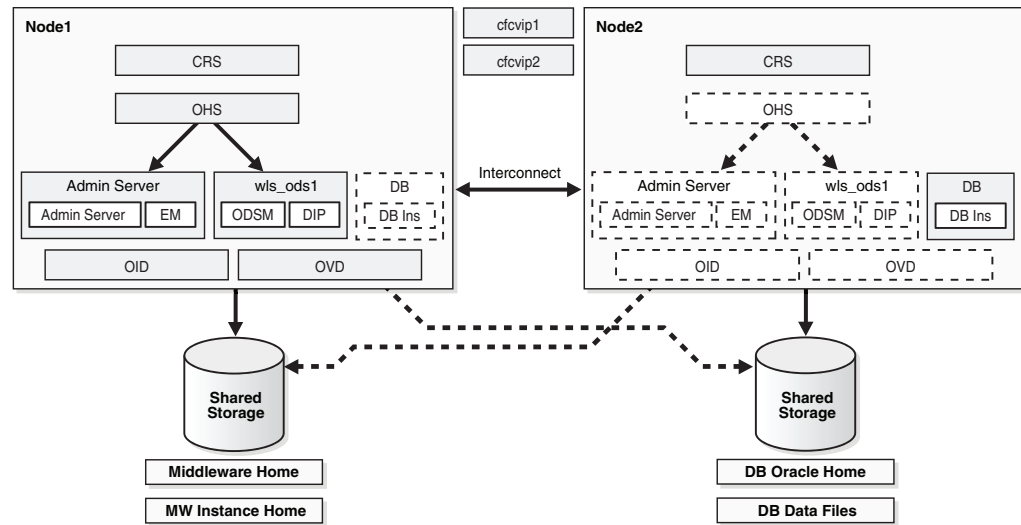 Node1
CRS
OHS
Admin Server
Admin Server
EM
wls_ods1
ODSM
DIP
DB
DB Ins
OID
OVD
cfcvip1
cfcvip2
Interconnect
Node2
CRS
OHS
Admin Server
Admin Server
EM
wls_ods1
ODSM
DIP
DB
DB Ins
OID
OVD
Shared
Storage
Middleware Home
MW Instance Home
Shared
Storage
DB Oracle Home
DB Data Files